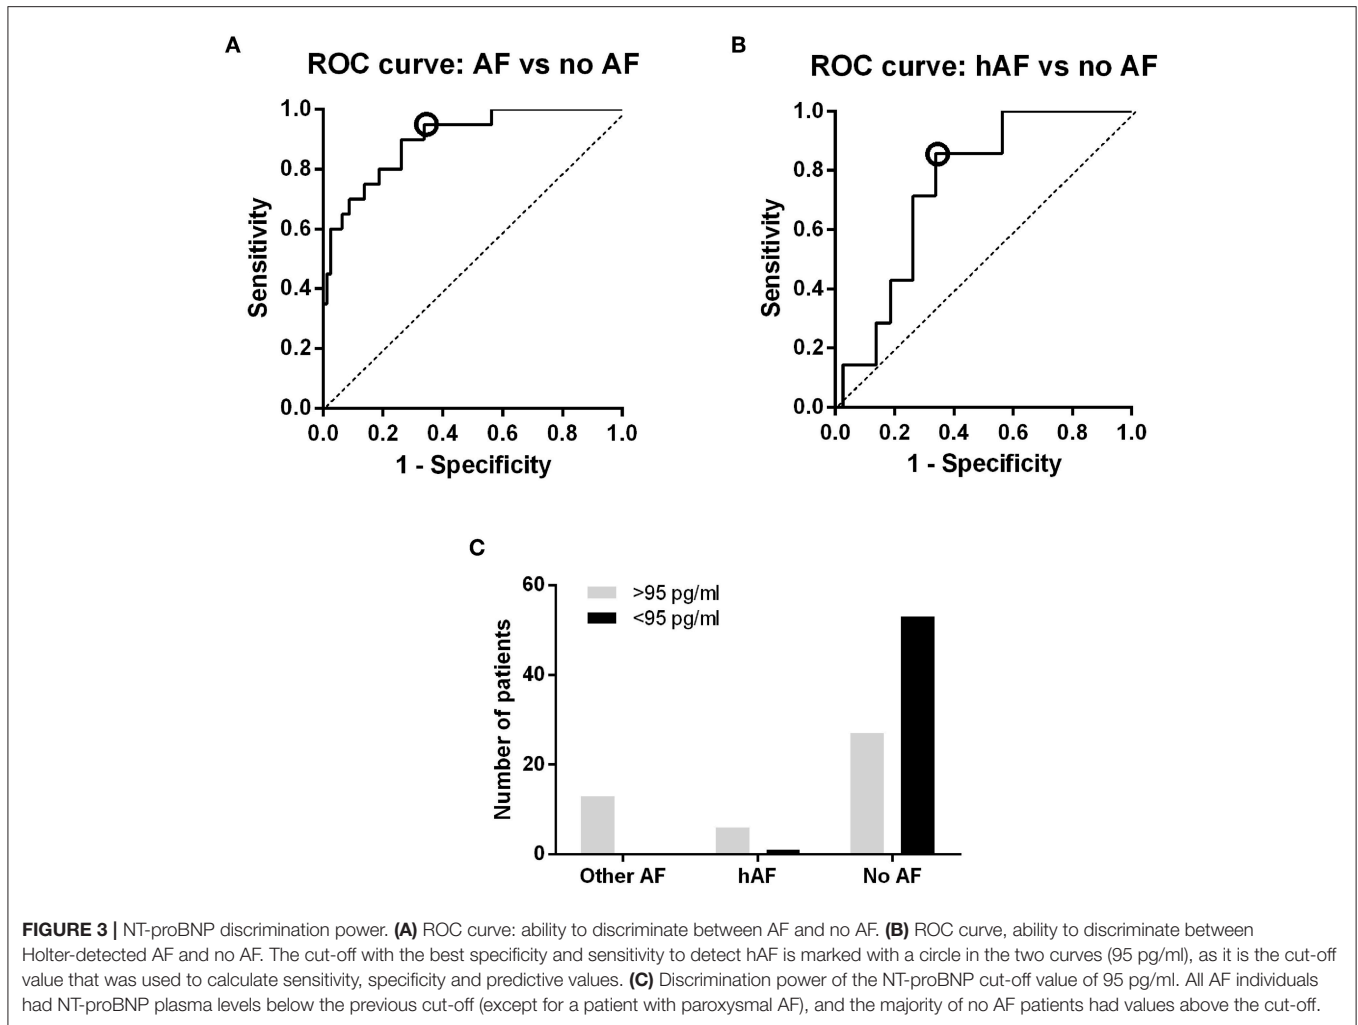 A
ROC curve: AF vs no AF
1.0
0.8
0.6
0.4
0.2
0.0
Sensitivity
0.0 0.2 0.4 0.6 0.8 1.0
1 - Specificity
B
ROC curve: hAF vs no AF
1.0
0.8
0.6
0.4
0.2
0.0
Sensitivity
0.0 0.2 0.4 0.6 0.8 1.0
1 - Specificity
C
60
40
20
0
Number of patients
>95 pg/ml
<95 pg/ml
Other AF hAF No AF
FIGURE 3 | NT-proBNP discrimination power. (A) ROC curve: ability to discriminate between AF and no AF. (B) ROC curve, ability to discriminate between
Holter-detected AF and no AF. The cut-off with the best specificity and sensitivity to detect hAF is marked with a circle in the two curves (95 pg/ml), as it is the cut-off
value that was used to calculate sensitivity, specificity and predictive values. (C) Discrimination power of the NT-proBNP cut-off value of 95 pg/ml. All AF individuals
had NT-proBNP plasma levels below the previous cut-off (except for a patient with paroxysmal AF), and the majority of no AF patients had values above the cut-off.